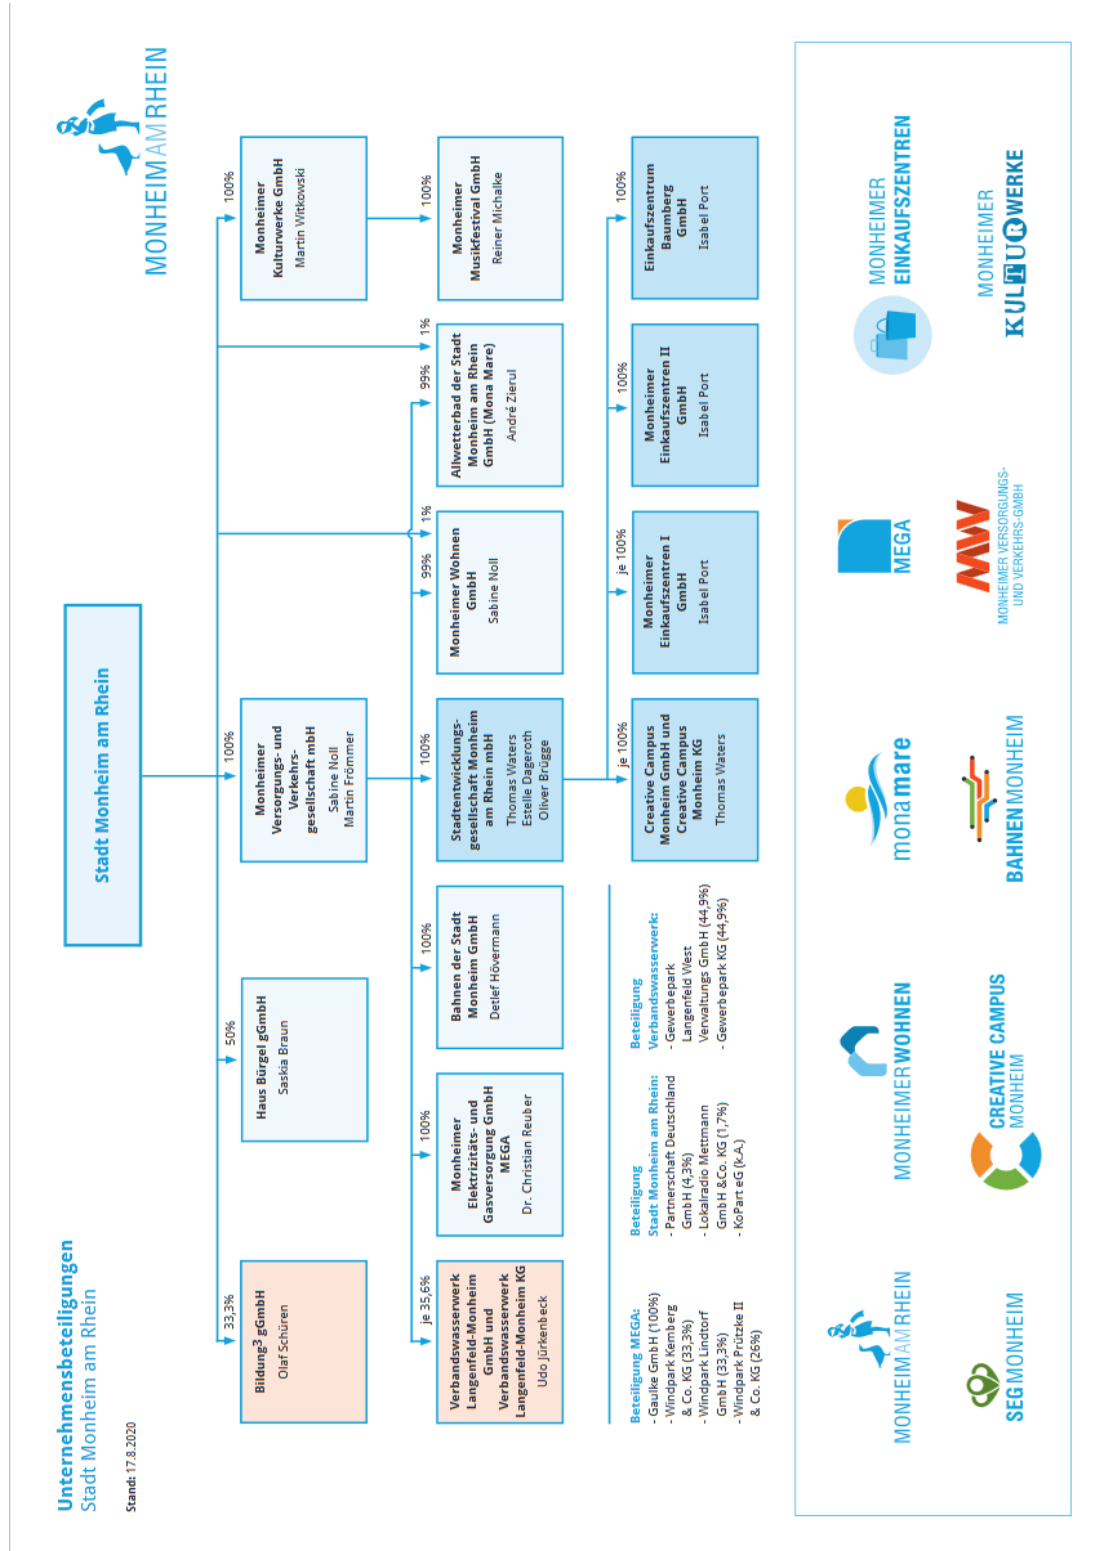 Unternehmensbeteiligungen
Stadt Monheim am Rhein
Stand: 17.8.2020
MONHEIM AM RHEIN
Stadt Monheim am Rhein
33,3%
Bildung³ gGmbH
Olaf Schüren
50%
Haus Bürgel gGmbH
Saskia Braun
100%
Monheimer
Versorgungs- und
Verkehrs-
gesellschaft mbH
Sabine Noll
Martin Frömmer
100%
Monheimer
Kulturwerke GmbH
Martin Witkowski
je 35,6%
Verbandswasserwerk
Langenfeld-Monheim
GmbH und
Verbandswasserwerk
Langenfeld-Monheim KG
Udo Jürkenbeck
100%
Monheimer
Elektrizitäts- und
Gasversorgung GmbH
MEGA
Dr. Christian Reuber
100%
Bahnen der Stadt
Monheim GmbH
Detlef Hövermann
100%
Stadtentwicklungs-
gesellschaft Monheim
am Rhein mbH
Thomas Waters
Estelle Dageroth
Oliver Brügge
99%
1%
Monheimer Wohnen
GmbH
Sabine Noll
99%
1%
Allwetterbad der Stadt
Monheim am Rhein
GmbH (Mona Mare)
André Zierul
100%
Monheimer
Musikfestival GmbH
Reiner Michalke
Beteiligung MEGA:
- Gaulke GmbH (100%)
- Windpark Kemberg
& Co. KG (33,3%)
- Windpark Lindtorf
GmbH (33,3%)
- Windpark Prützke II
& Co. KG (26%)
Beteiligung
Stadt Monheim am Rhein:
- Partnerschaft Deutschland
GmbH (4,3%)
- Lokalradio Mettmann
GmbH &Co. KG (1,7%)
- KoPart eG (k.A.)
Beteiligung
Verbandswasserwerk:
- Gewerbepark
Langenfeld West
Verwaltungs GmbH (44,9%)
- Gewerbepark KG (44,9%)
je 100%
Creative Campus
Monheim GmbH und
Creative Campus
Monheim KG
Thomas Waters
je 100%
Monheimer
Einkaufszentren I
GmbH
Isabel Port
100%
Monheimer
Einkaufszentren II
GmbH
Isabel Port
100%
Einkaufszentrum
Baumberg
GmbH
Isabel Port
MONHEIM AM RHEIN
MONHEIMER WOHNEN
monamare
MEGA
MONHEIMER
EINKAUFSZENTREN
SEG MONHEIM
CREATIVE CAMPUS
MONHEIM
BAHNEN MONHEIM
MONHEIMER VERSORGUNGS-
UND VERKEHRS-GMBH
MONHEIMER
KULTURWERKE